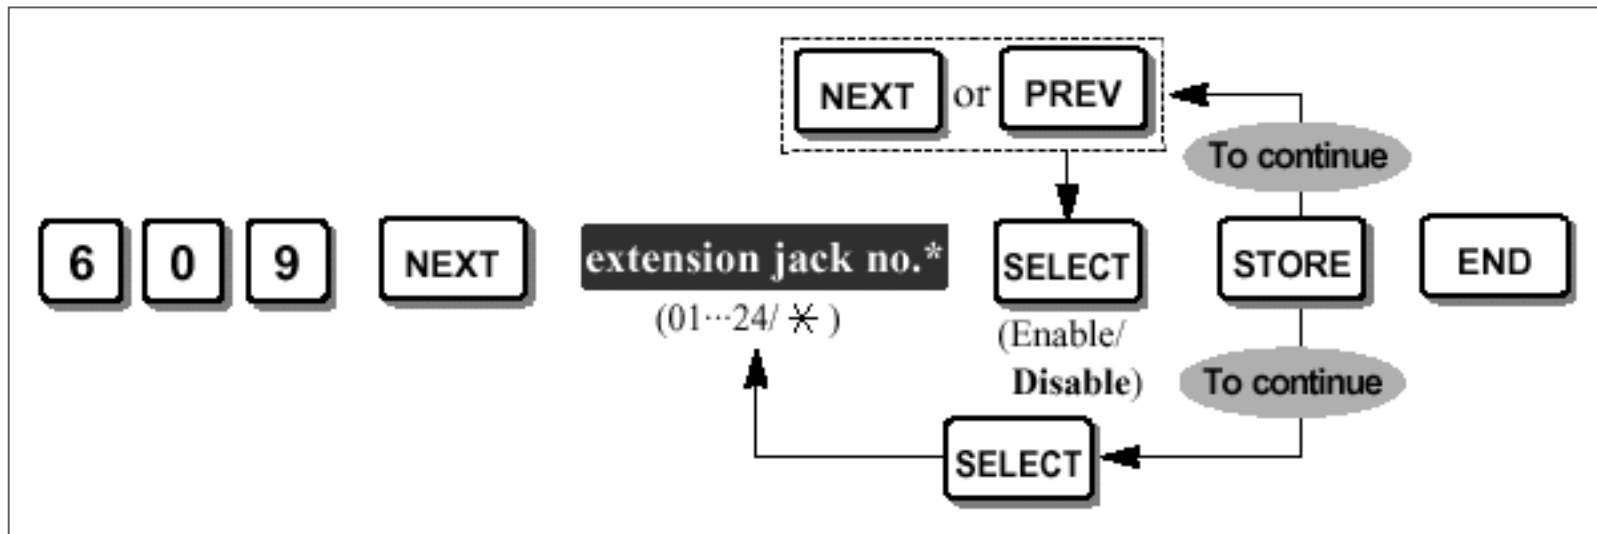 NEXT or PREV
To continue
6 0 9 NEXT extension jack no.* SELECT STORE END
(01···24/ ✳ )
(Enable/
Disable)
To continue
SELECT